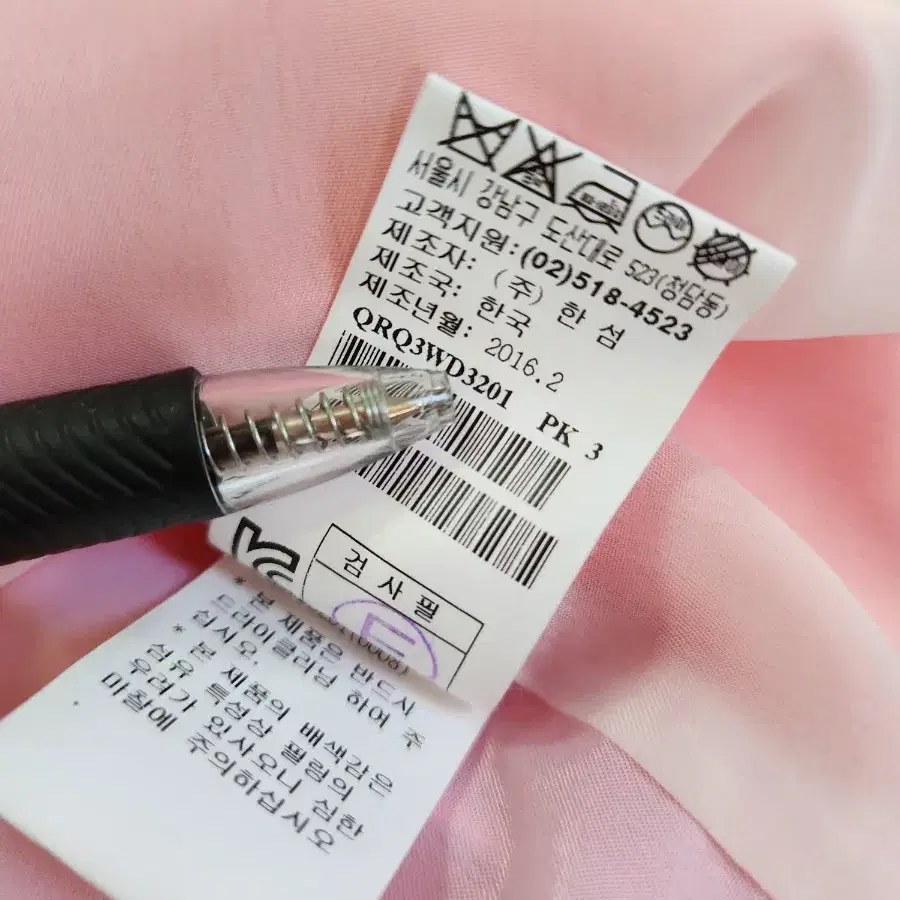 서울시 강남구 도산대로 523(청담동)
고객지원:(02)518-4523
제조자: (주) 한 섬
제조국: 한국
제조년월: 2016.2
QRQ3WD3201 PK 3
검 사 필
* 본 제품은 반드시
드라이클리닝 하여 주
십시오.
* 본 제품의 배색감은
섬유 특성상 필링의
우려가 있사오니 심한
마찰에 주의하십시오